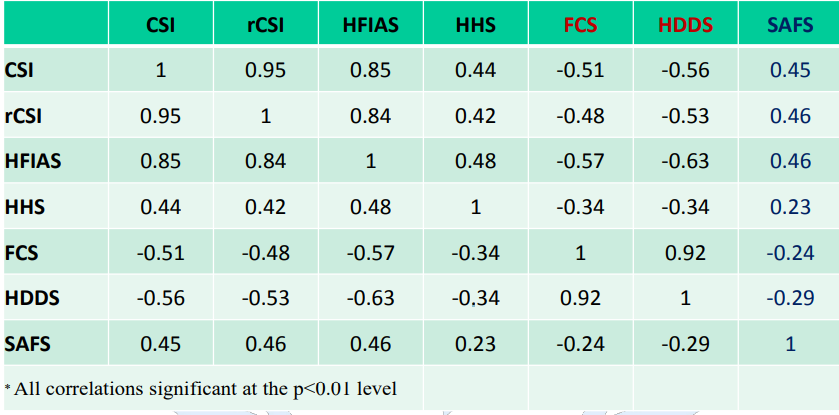 CSI rCSI HFIAS HHS FCS HDDS SAFS
CSI 1 0.95 0.85 0.44 -0.51 -0.56 0.45
rCSI 0.95 1 0.84 0.42 -0.48 -0.53 0.46
HFIAS 0.85 0.84 1 0.48 -0.57 -0.63 0.46
HHS 0.44 0.42 0.48 1 -0.34 -0.34 0.23
FCS -0.51 -0.48 -0.57 -0.34 1 0.92 -0.24
HDDS -0.56 -0.53 -0.63 -0.34 0.92 1 -0.29
SAFS 0.45 0.46 0.46 0.23 -0.24 -0.29 1
* All correlations significant at the p<0.01 level